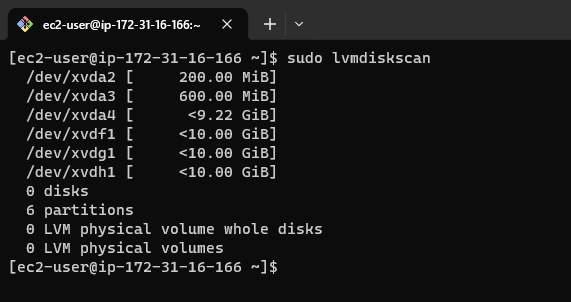 ec2-user@ip-172-31-16-166:~
[ec2-user@ip-172-31-16-166 ~]$ sudo lvmdiskscan
  /dev/xvda2 [     200.00 MiB]
  /dev/xvda3 [     600.00 MiB]
  /dev/xvda4 [      <9.22 GiB]
  /dev/xvdf1 [     <10.00 GiB]
  /dev/xvdg1 [     <10.00 GiB]
  /dev/xvdh1 [     <10.00 GiB]
  0 disks
  6 partitions
  0 LVM physical volume whole disks
  0 LVM physical volumes
[ec2-user@ip-172-31-16-166 ~]$